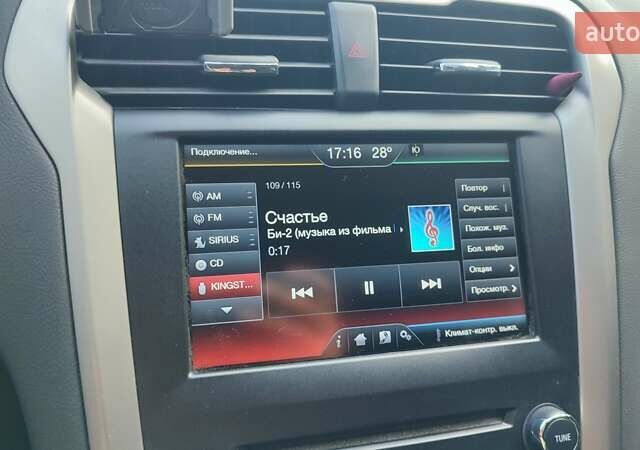 auto
Подключение...
17:16 28°
109 / 115
AM
FM
SIRIUS
CD
KINGST...
Счастье
Би-2 (музыка из фильма
0:17
Повтор
Случ. вос.
Похож. муз.
Бол. инфо
Опции
Просмотр.
Климат-контр. выкл.
TUNE